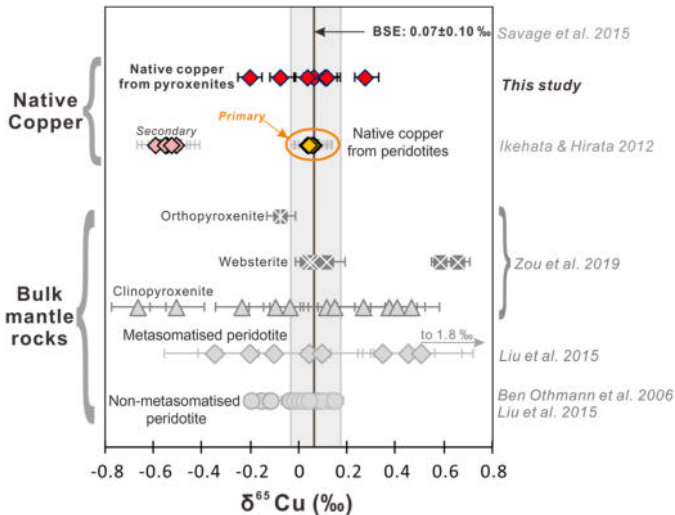 BSE: 0.07±0.10 ‰
Savage et al. 2015
Native copper
from pyroxenites
This study
Native
Copper
Secondary
Primary
Native copper
from peridotites
Ikehata & Hirata 2012
Orthopyroxenite
Websterite
Zou et al. 2019
Clinopyroxenite
Bulk
mantle
rocks
Metasomatised peridotite
to 1.8 ‰
Liu et al. 2015
Non-metasomatised
peridotite
Ben Othmann et al. 2006
Liu et al. 2015
-0.8 -0.6 -0.4 -0.2 0 0.2 0.4 0.6 0.8
δ⁶⁵Cu (‰)